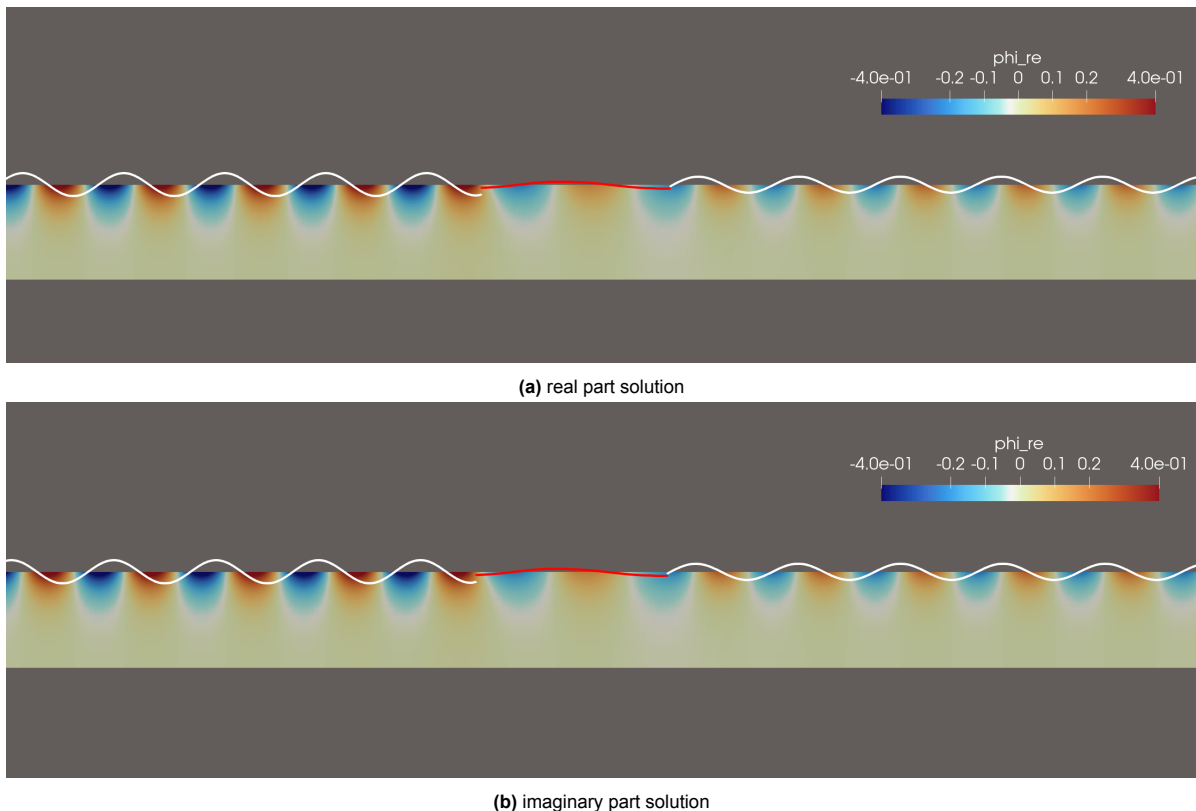 phi_re
-4.0e-01 -0.2 -0.1 0 0.1 0.2 4.0e-01
(a) real part solution
phi_re
-4.0e-01 -0.2 -0.1 0 0.1 0.2 4.0e-01
(b) imaginary part solution